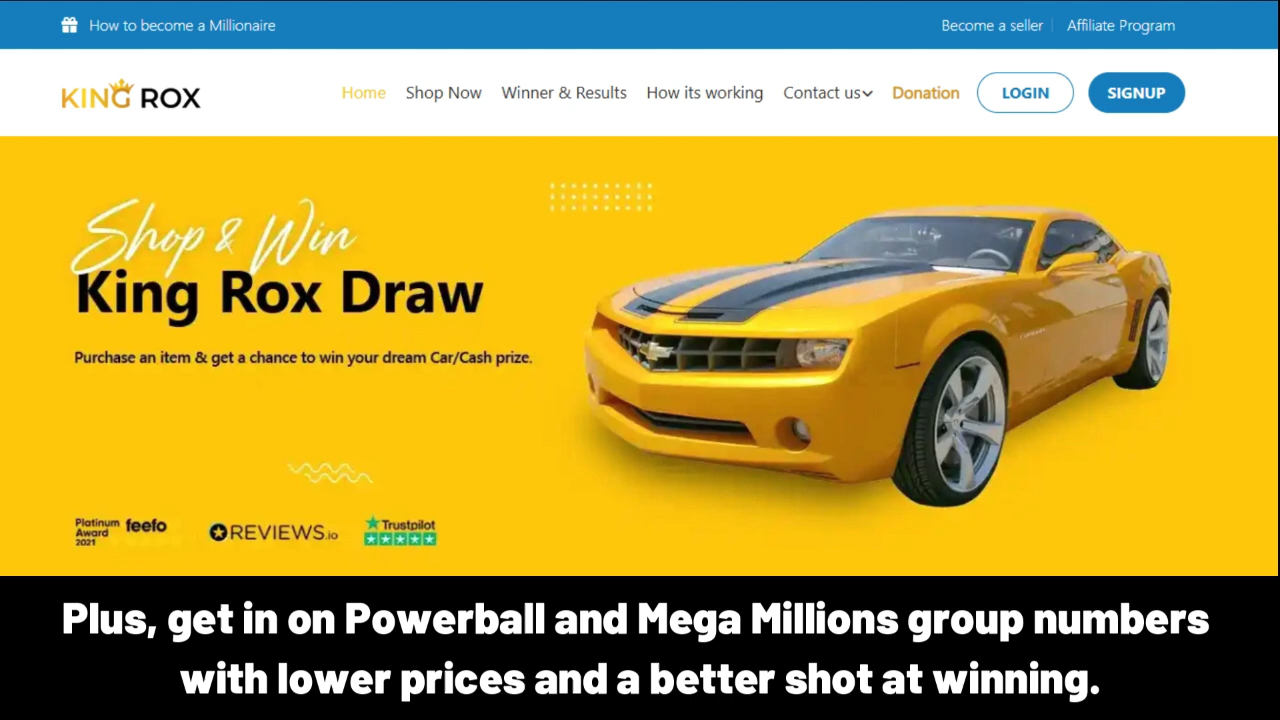 How to become a Millionaire
Become a seller
Affiliate Program
KING ROX
Home
Shop Now
Winner & Results
How its working
Contact us
Donation
LOGIN
SIGNUP
Shop & Win
King Rox Draw
Purchase an item & get a chance to win your dream Car/Cash prize.
Platinum
Award
2021
feefo
REVIEWS.io
Trustpilot
Plus, get in on Powerball and Mega Millions group numbers
with lower prices and a better shot at winning.